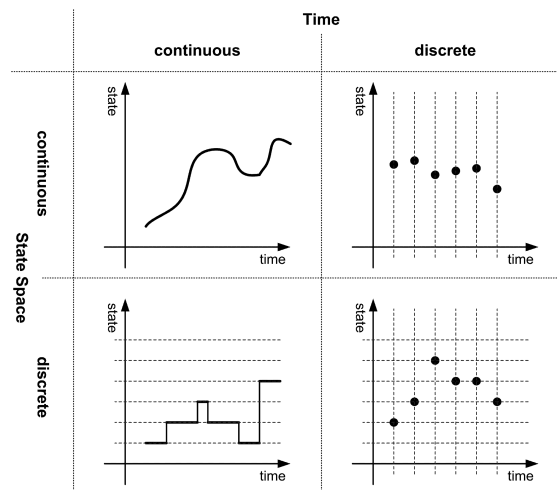 Time
continuous
discrete
State Space
continuous
state
time
state
time
discrete
state
time
state
time